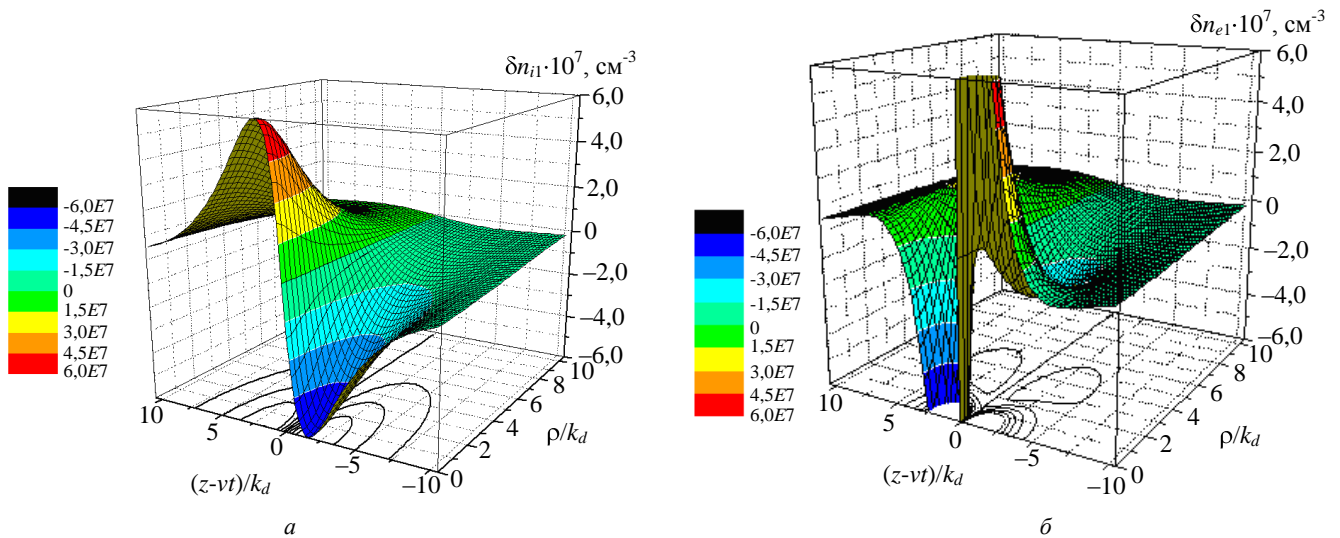 δn_{i1}·10^7, см^{-3}
6,0
4,0
2,0
0
–2,0
–4,0
–6,0
-6,0E7
-4,5E7
-3,0E7
-1,5E7
0
1,5E7
3,0E7
4,5E7
6,0E7
10
5
0
–5
–10
(z-vt)/k_d
0
2
4
6
8
10
ρ/k_d
а
δn_{e1}·10^7, см^{-3}
6,0
4,0
2,0
0
–2,0
–4,0
–6,0
-6,0E7
-4,5E7
-3,0E7
-1,5E7
0
1,5E7
3,0E7
4,5E7
6,0E7
10
5
0
–5
–10
(z-vt)/k_d
0
2
4
6
8
10
ρ/k_d
б